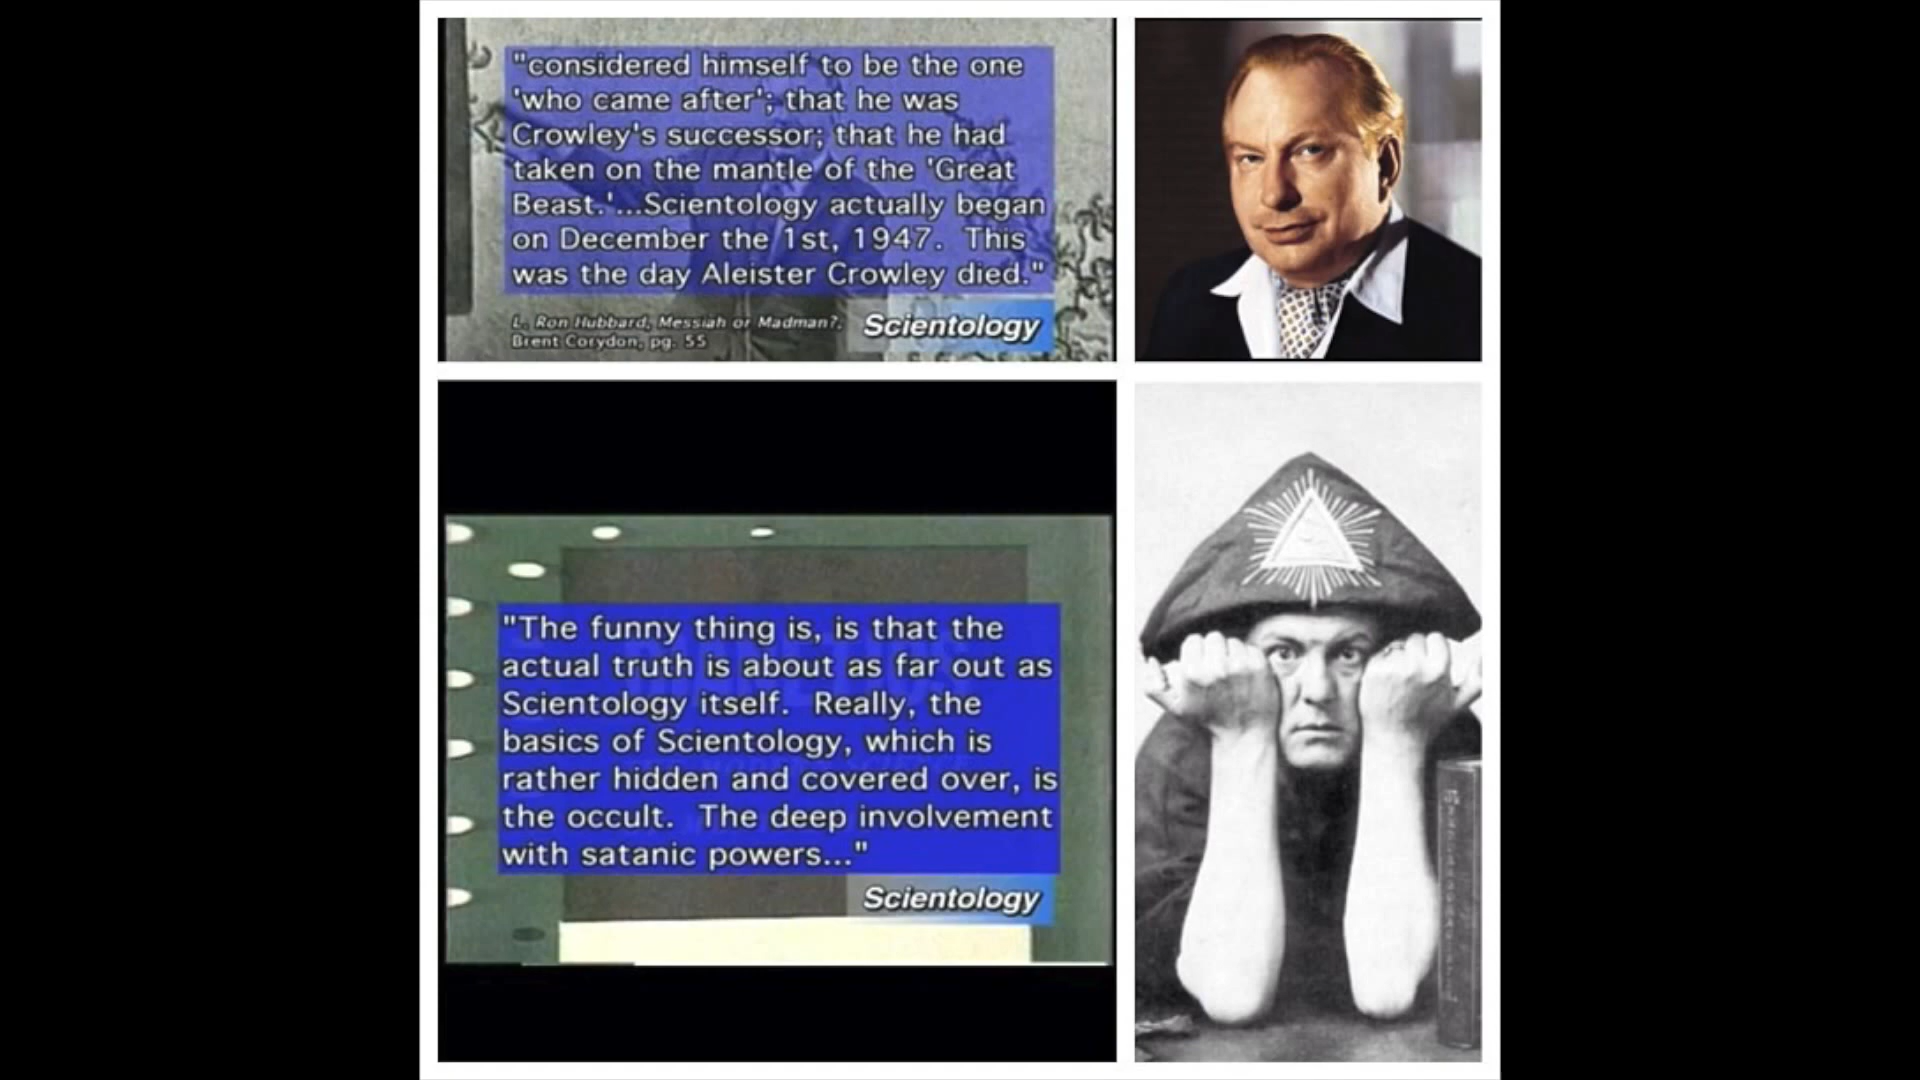 "considered himself to be the one
'who came after'; that he was
Crowley's successor; that he had
taken on the mantle of the 'Great
Beast.'...Scientology actually began
on December the 1st, 1947.  This
was the day Aleister Crowley died."
L. Ron Hubbard, Messiah or Madman?,
Brent Corydon, pg. 55
Scientology
"The funny thing is, is that the
actual truth is about as far out as
Scientology itself.  Really, the
basics of Scientology, which is
rather hidden and covered over, is
the occult.  The deep involvement
with satanic powers..."
Scientology